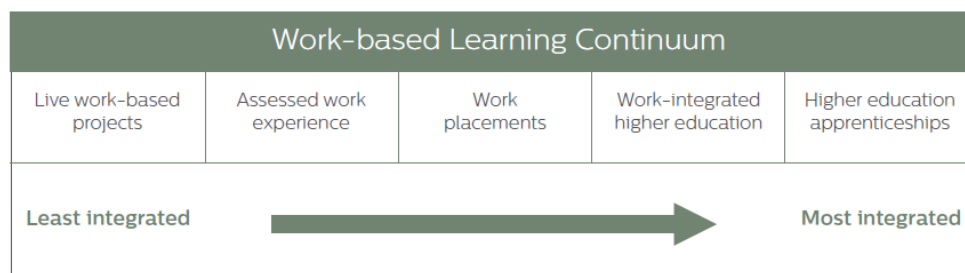 Work-based Learning Continuum
Live work-based
projects
Assessed work
experience
Work
placements
Work-integrated
higher education
Higher education
apprenticeships
Least integrated
Most integrated